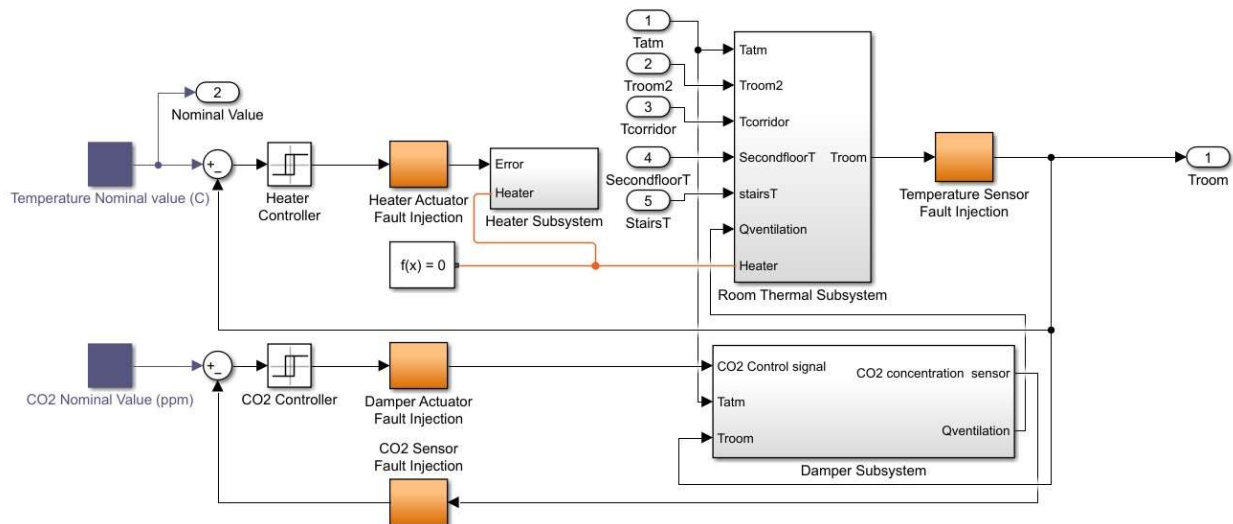 1
Tatm
2
Troom2
3
Tcorridor
4
SecondfloorT
5
StairsT
2
Nominal Value
Temperature Nominal value (C)
+
−
Heater
Controller
Heater Actuator
Fault Injection
Error
Heater
Heater Subsystem
f(x) = 0
Tatm
Troom2
Tcorridor
SecondfloorT
stairsT
Qventilation
Heater
Troom
Room Thermal Subsystem
Temperature Sensor
Fault Injection
1
Troom
CO2 Nominal Value (ppm)
+
−
CO2 Controller
Damper Actuator
Fault Injection
CO2 Sensor
Fault Injection
CO2 Control signal
Tatm
Troom
CO2 concentration sensor
Qventilation
Damper Subsystem